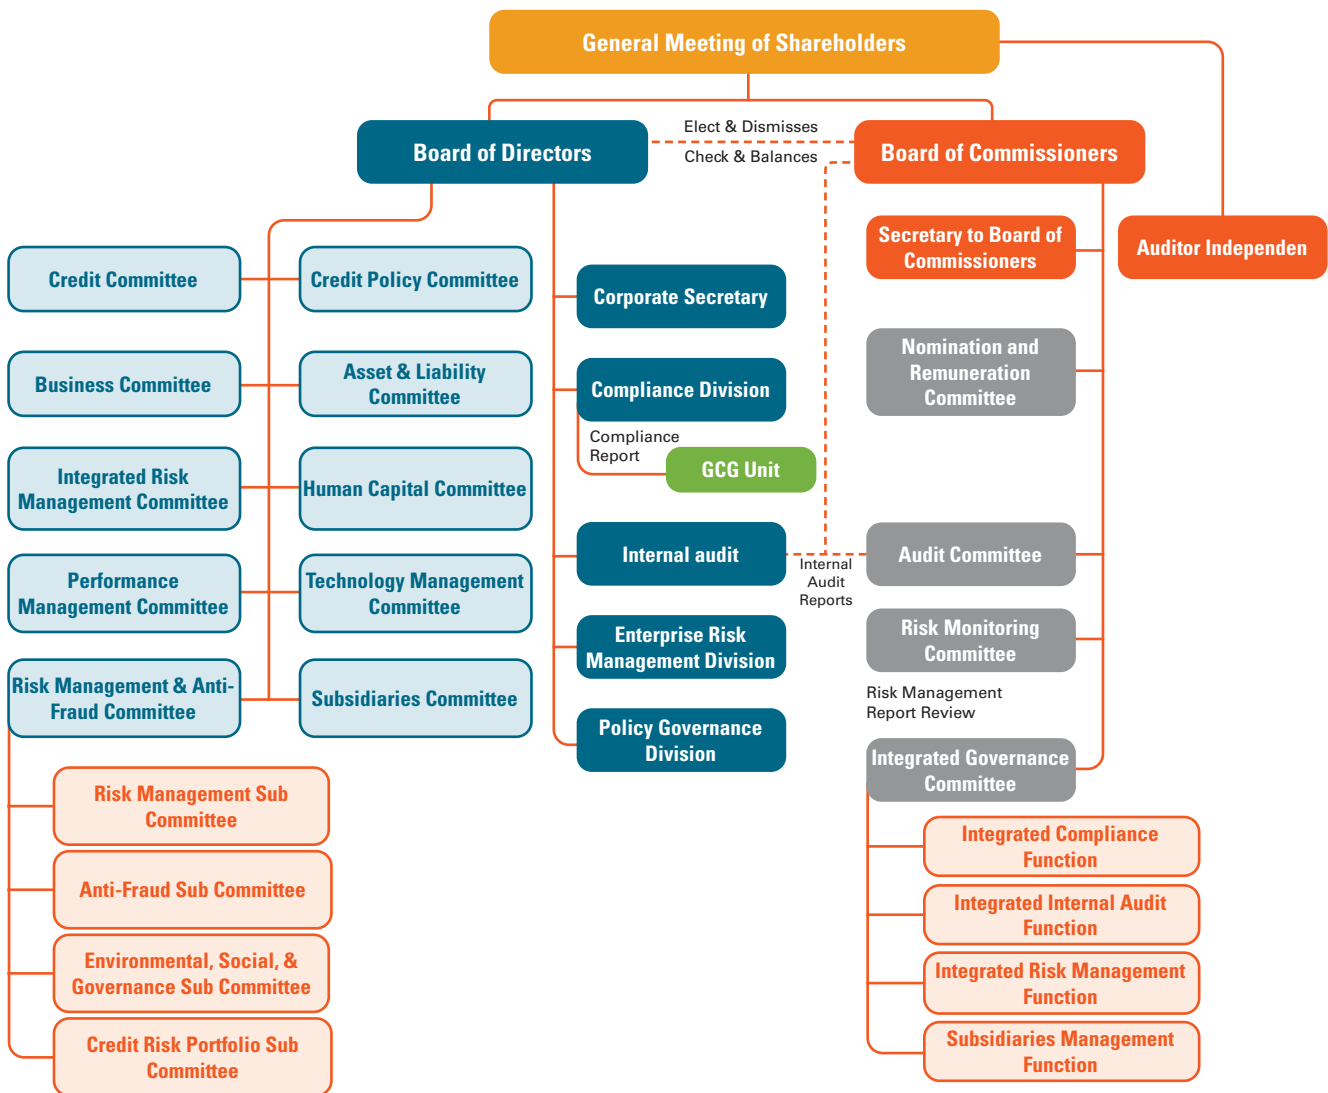 General Meeting of Shareholders
Elect & Dismisses
Board of Directors
Board of Commissioners
Check & Balances
Secretary to Board of
Commissioners
Auditor Independen
Credit Committee
Credit Policy Committee
Corporate Secretary
Nomination and
Remuneration
Committee
Business Committee
Asset & Liability
Committee
Compliance Division
Compliance
Report
GCG Unit
Integrated Risk
Management Committee
Human Capital Committee
Internal audit
Internal
Audit
Reports
Audit Committee
Performance
Management Committee
Technology Management
Committee
Enterprise Risk
Management Division
Risk Monitoring
Committee
Risk Management & Anti-
Fraud Committee
Subsidiaries Committee
Policy Governance
Division
Risk Management
Report Review
Integrated Governance
Committee
Risk Management Sub
Committee
Anti-Fraud Sub Committee
Environmental, Social, &
Governance Sub Committee
Credit Risk Portfolio Sub
Committee
Integrated Compliance
Function
Integrated Internal Audit
Function
Integrated Risk Management
Function
Subsidiaries Management
Function